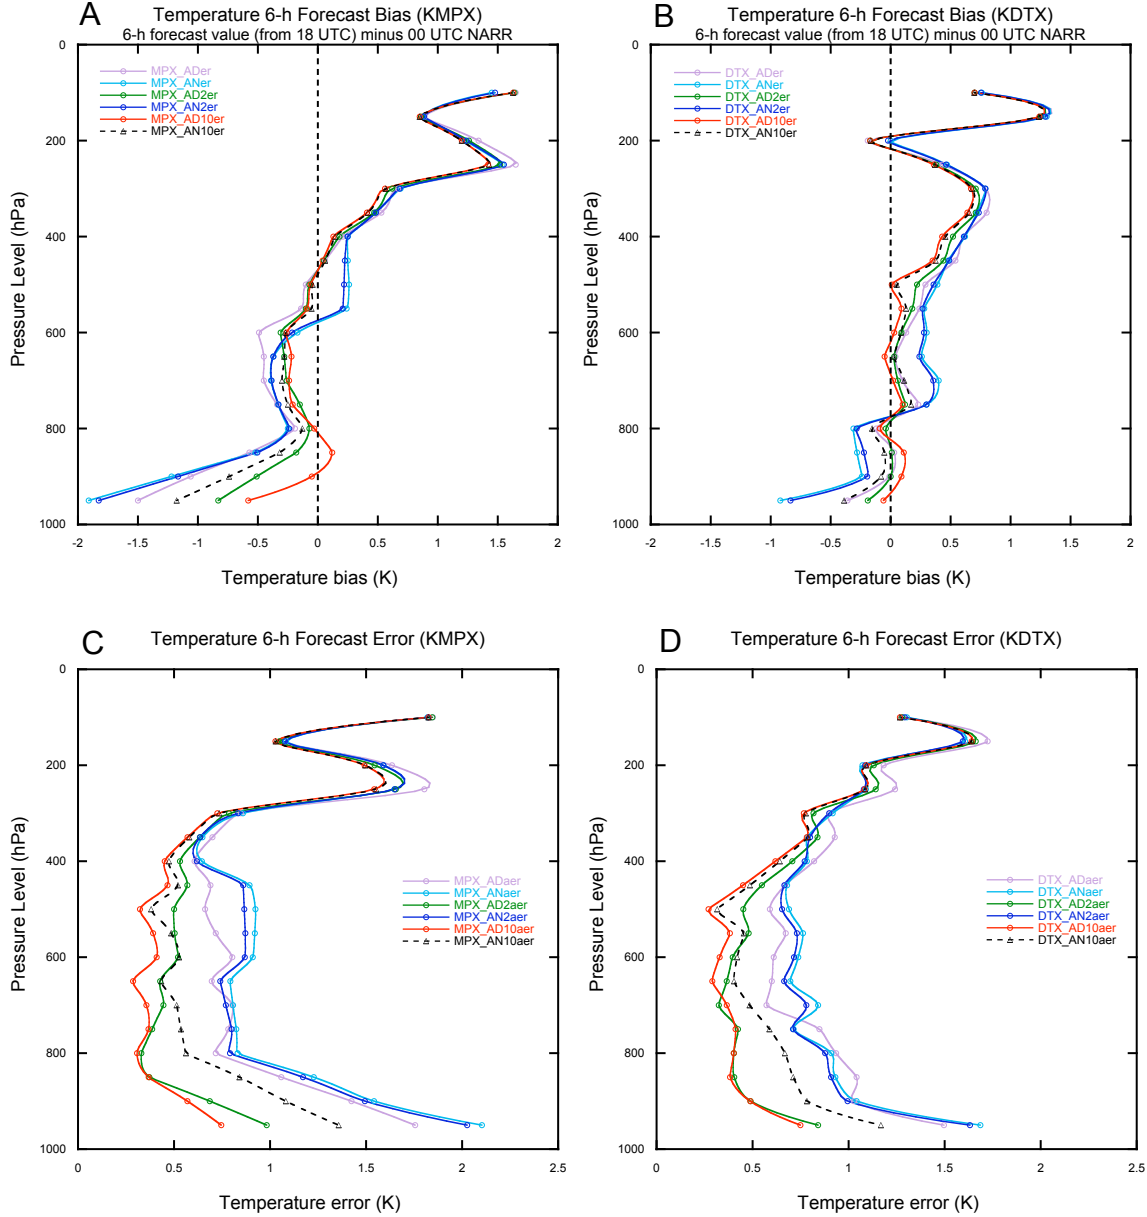 A
Temperature 6-h Forecast Bias (KMPX)
6-h forecast value (from 18 UTC) minus 00 UTC NARR
0
200
400
600
800
1000
Pressure Level (hPa)
MPX_ADer
MPX_ANer
MPX_AD2er
MPX_AN2er
MPX_AD10er
MPX_AN10er
-2
-1.5
-1
-0.5
0
0.5
1
1.5
2
Temperature bias (K)
B
Temperature 6-h Forecast Bias (KDTX)
6-h forecast value (from 18 UTC) minus 00 UTC NARR
0
200
400
600
800
1000
Pressure Level (hPa)
DTX_ADer
DTX_ANer
DTX_AD2er
DTX_AN2er
DTX_AD10er
DTX_AN10er
-2
-1.5
-1
-0.5
0
0.5
1
1.5
2
Temperature bias (K)
C
Temperature 6-h Forecast Error (KMPX)
0
200
400
600
800
1000
Pressure Level (hPa)
MPX_ADaer
MPX_ANaer
MPX_AD2aer
MPX_AN2aer
MPX_AD10aer
MPX_AN10aer
0
0.5
1
1.5
2
2.5
Temperature error (K)
D
Temperature 6-h Forecast Error (KDTX)
0
200
400
600
800
1000
Pressure Level (hPa)
DTX_ADaer
DTX_ANaer
DTX_AD2aer
DTX_AN2aer
DTX_AD10aer
DTX_AN10aer
0
0.5
1
1.5
2
2.5
Temperature error (K)